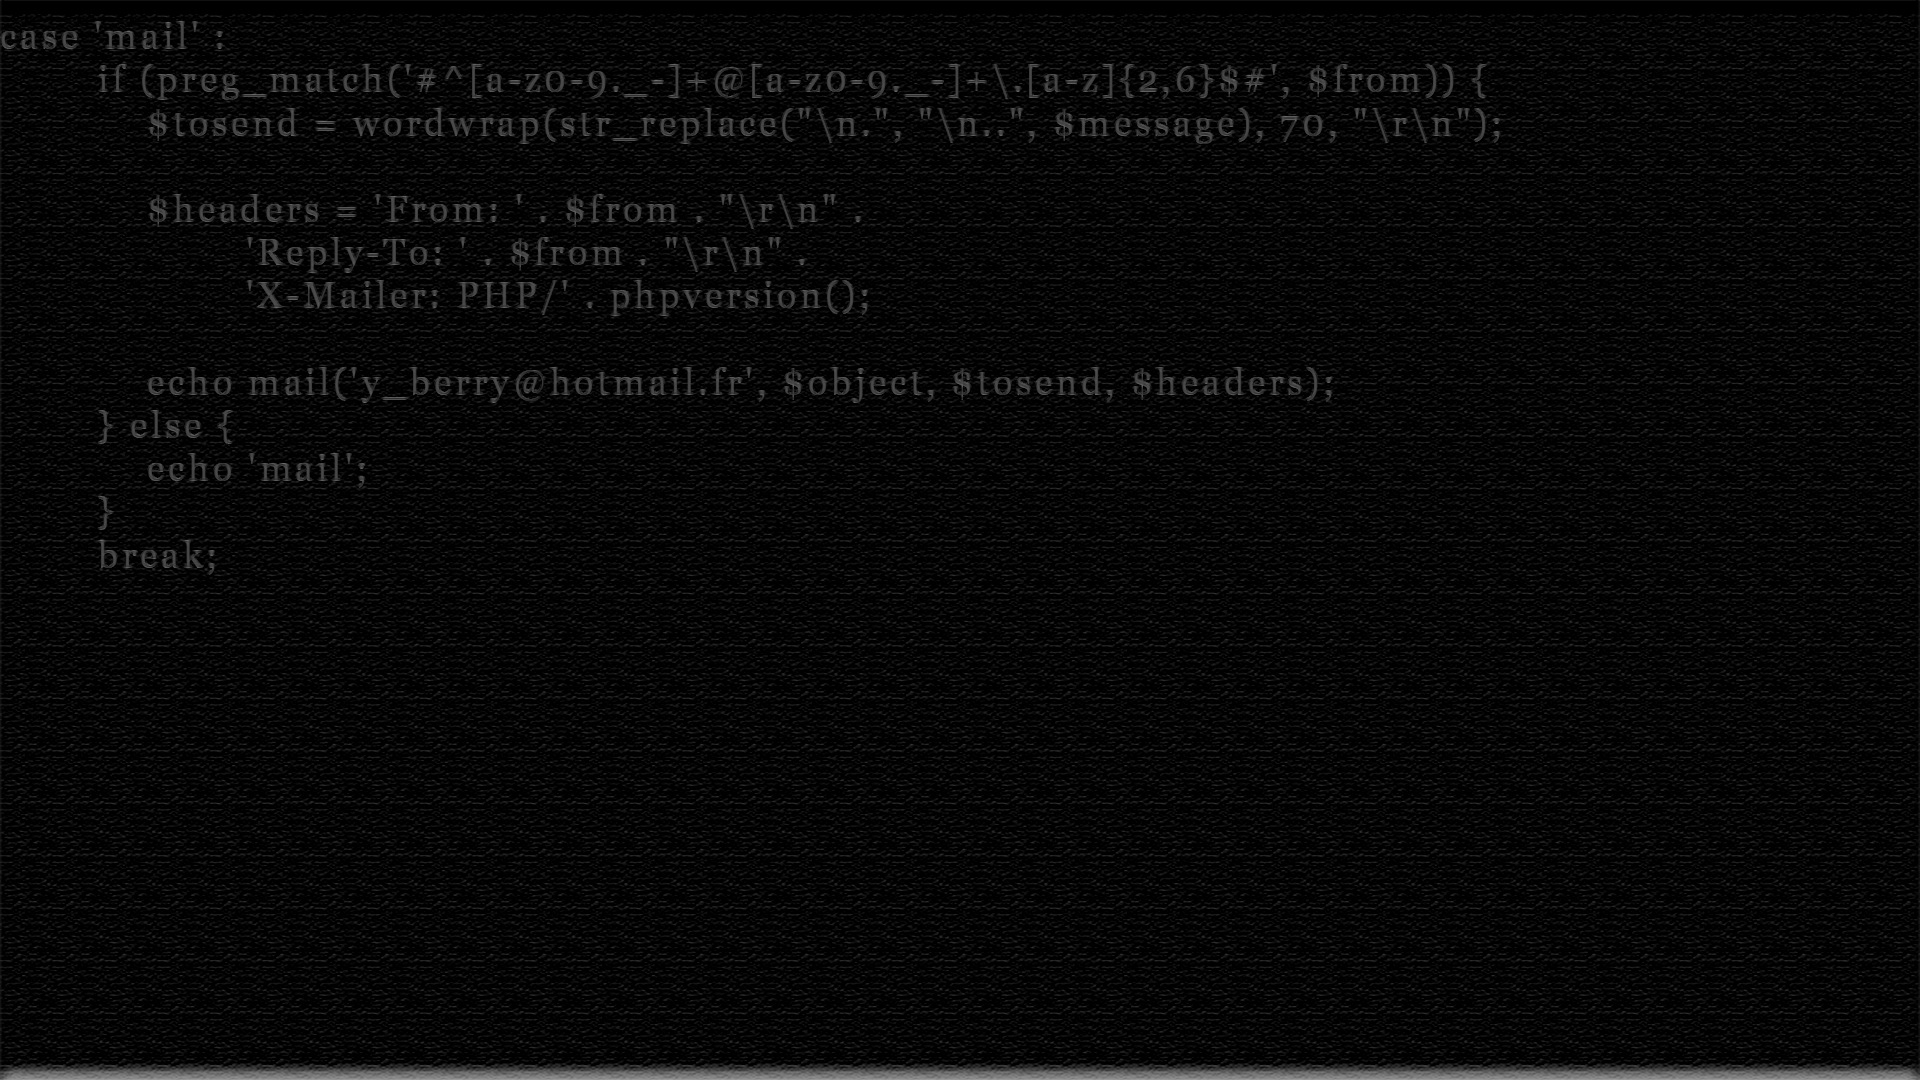 case 'mail' :
if (preg_match('#^[a-z0-9._-]+@[a-z0-9._-]+\.[a-z]{2,6}$#', $from)) {
$tosend = wordwrap(str_replace("\n.", "\n..", $message), 70, "\r\n");
$headers = 'From: ' . $from . "\r\n" .
'Reply-To: ' . $from . "\r\n" .
'X-Mailer: PHP/' . phpversion();
echo mail('y_berry@hotmail.fr', $object, $tosend, $headers);
} else {
echo 'mail';
}
break;